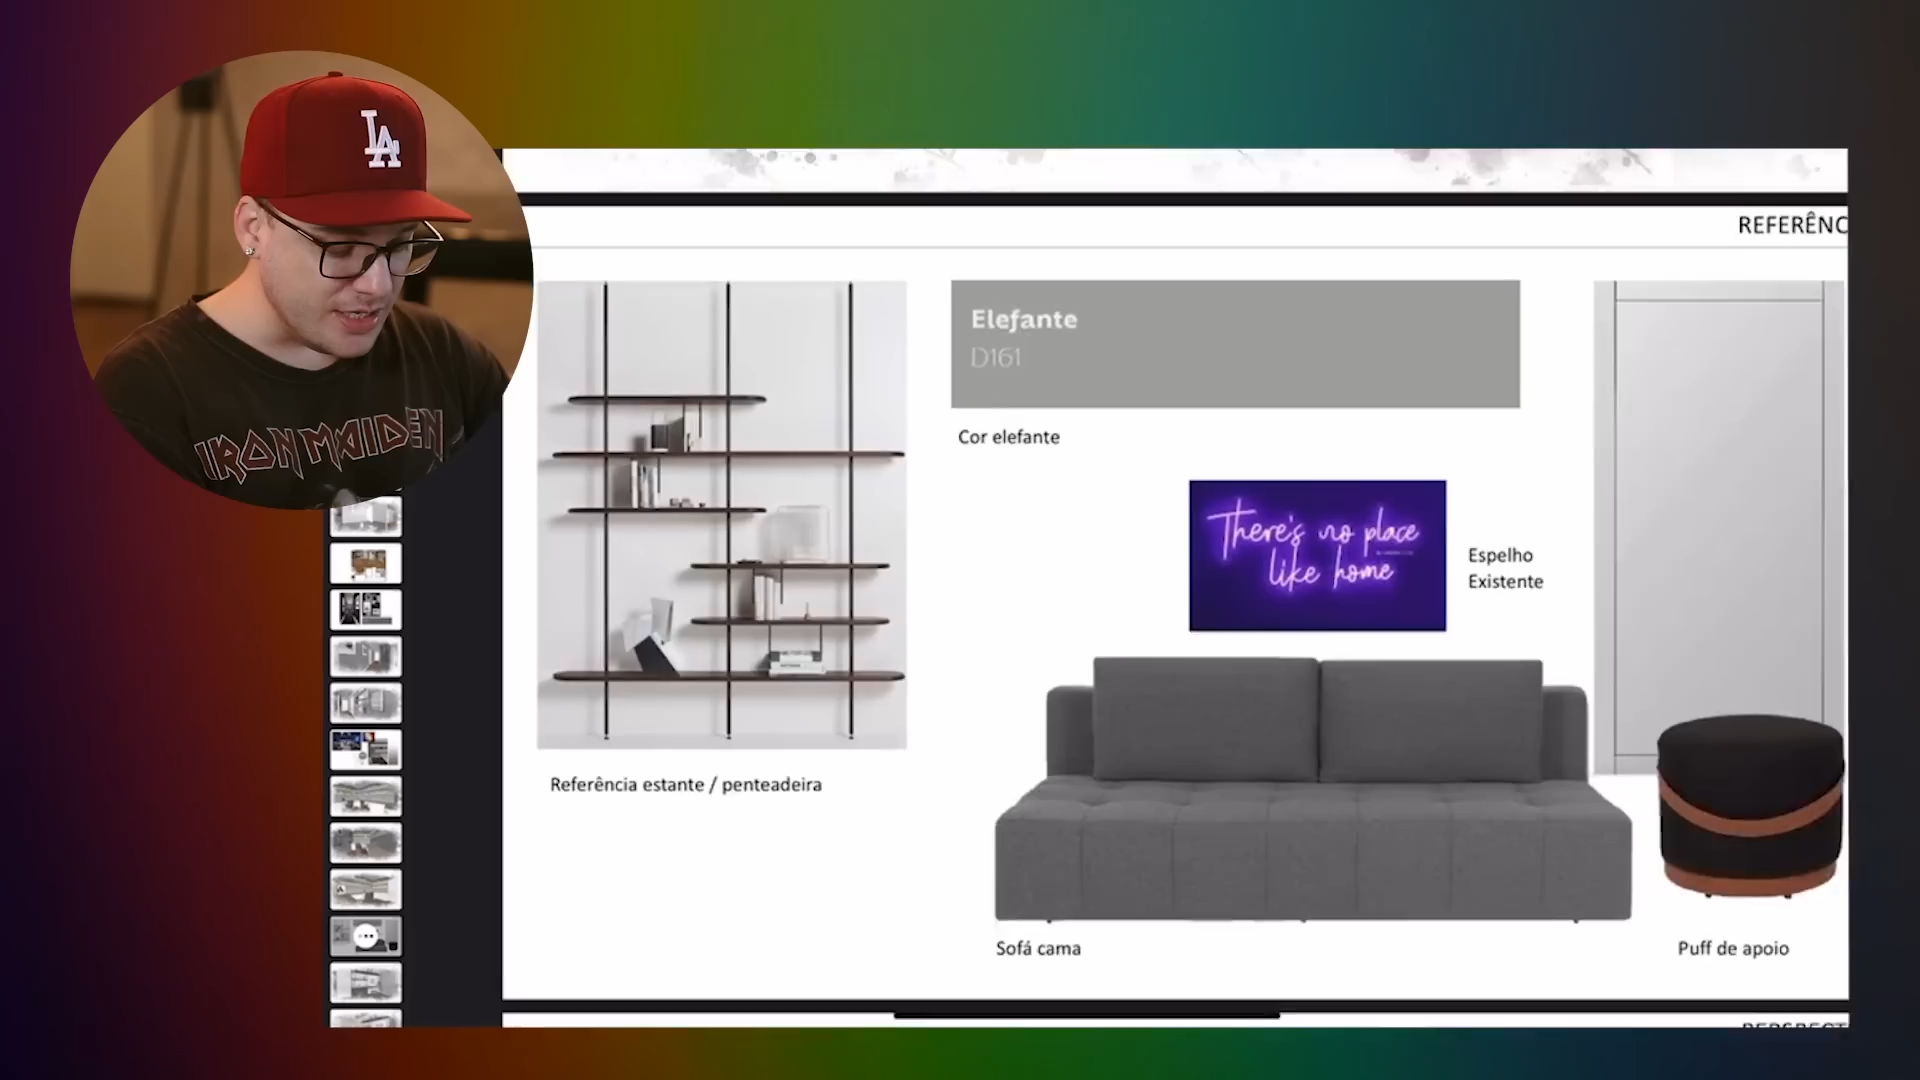 LA
IRON MAIDEN
REFERÊNC
Elefante
D161
Cor elefante
There's no place
like home
Espelho
Existente
Referência estante / penteadeira
Sofá cama
Puff de apoio